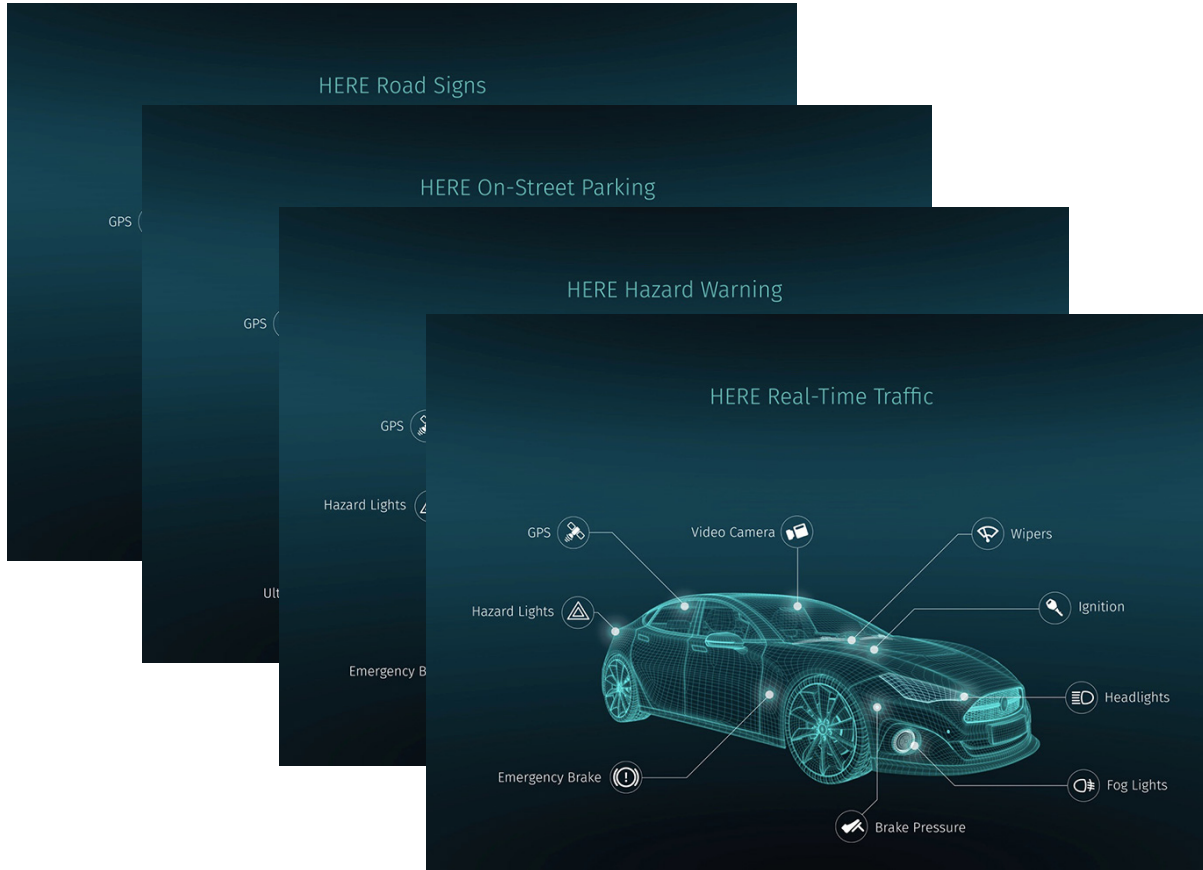 HERE Road Signs
GPS
HERE On-Street Parking
GPS
HERE Hazard Warning
GPS
Hazard Lights
Emergency
HERE Real-Time Traffic
GPS
Video Camera
Wipers
Hazard Lights
Ignition
Headlights
Emergency Brake
Fog Lights
Brake Pressure